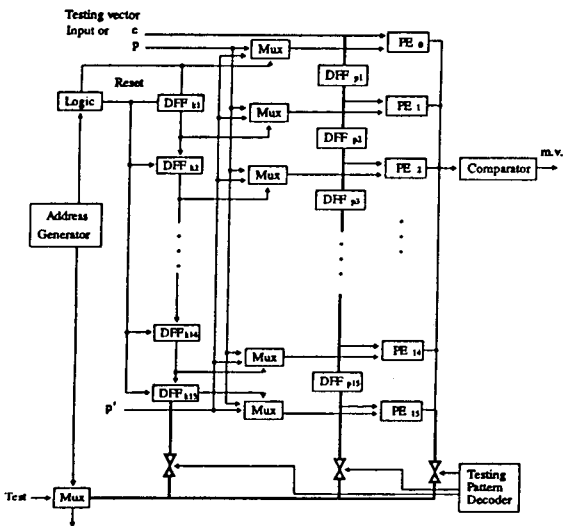 Testing vector
Input or c
p
Mux
PE 0
DFF p1
Reset
Logic
DFF k1
Mux
PE 1
DFF p2
DFF k2
Mux
PE 2
Comparator
m.v.
DFF p3
Address
Generator
DFF k14
Mux
PE 14
DFF p15
DFF k15
p'
Mux
PE 15
Test
Mux
Testing
Pattern
Decoder